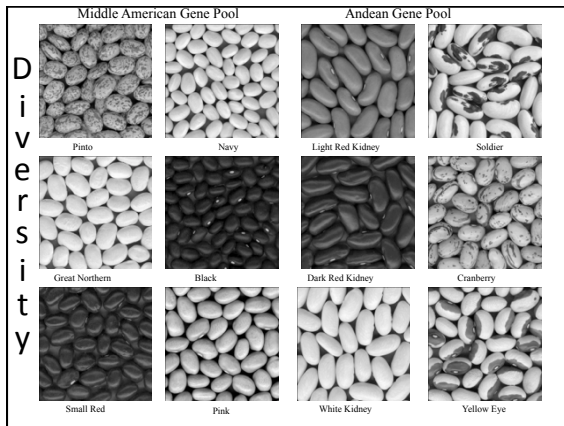 Middle American Gene Pool
Andean Gene Pool
Diversity
Pinto
Navy
Light Red Kidney
Soldier
Great Northern
Black
Dark Red Kidney
Cranberry
Small Red
Pink
White Kidney
Yellow Eye